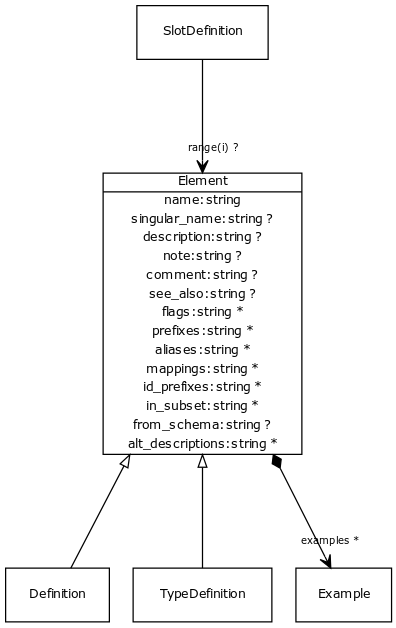 SlotDefinition
range(i) ?
Element
name:string
singular_name:string ?
description:string ?
note:string ?
comment:string ?
see_also:string ?
flags:string *
prefixes:string *
aliases:string *
mappings:string *
id_prefixes:string *
in_subset:string *
from_schema:string ?
alt_descriptions:string *
examples *
Definition
TypeDefinition
Example